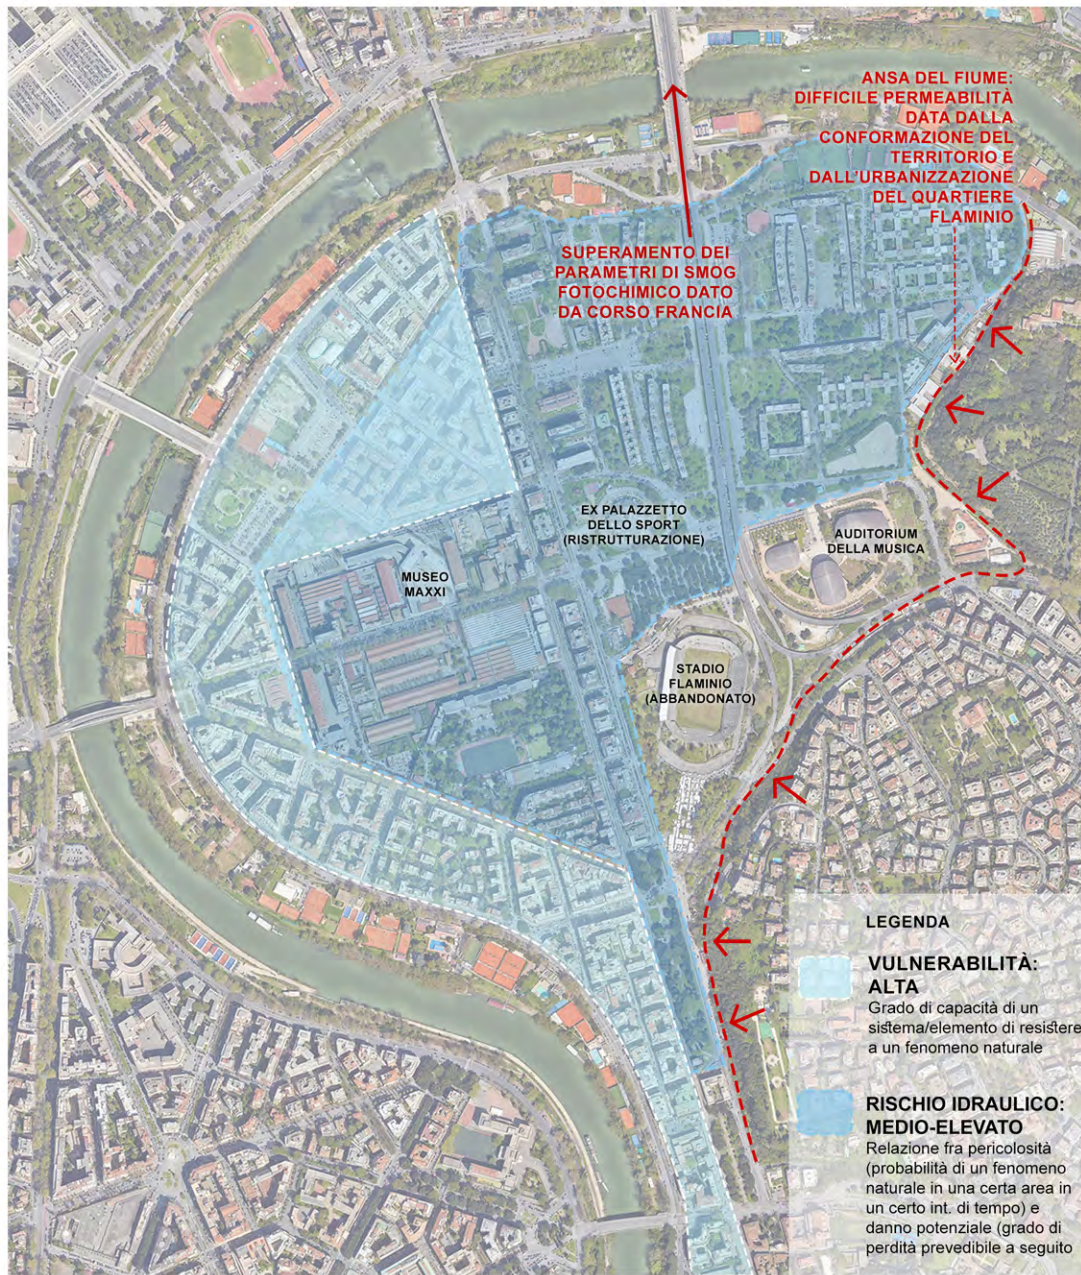 ANSA DEL FIUME:
DIFFICILE PERMEABILITÀ
DATA DALLA
CONFORMAZIONE DEL
TERRITORIO E
DALL'URBANIZZAZIONE
DEL QUARTIERE
FLAMINIO
SUPERAMENTO DEI
PARAMETRI DI SMOG
FOTOCHIMICO DATO
DA CORSO FRANCIA
EX PALAZZETTO
DELLO SPORT
(RISTRUTTURAZIONE)
AUDITORIUM
DELLA MUSICA
MUSEO
MAXXI
STADIO
FLAMINIO
(ABBANDONATO)
LEGENDA
VULNERABILITÀ:
ALTA
Grado di capacità di un
sistema/elemento di resistere
a un fenomeno naturale
RISCHIO IDRAULICO:
MEDIO-ELEVATO
Relazione fra pericolosità
(probabilità di un fenomeno
naturale in una certa area in
un certo int. di tempo) e
danno potenziale (grado di
perdità prevedibile a seguito